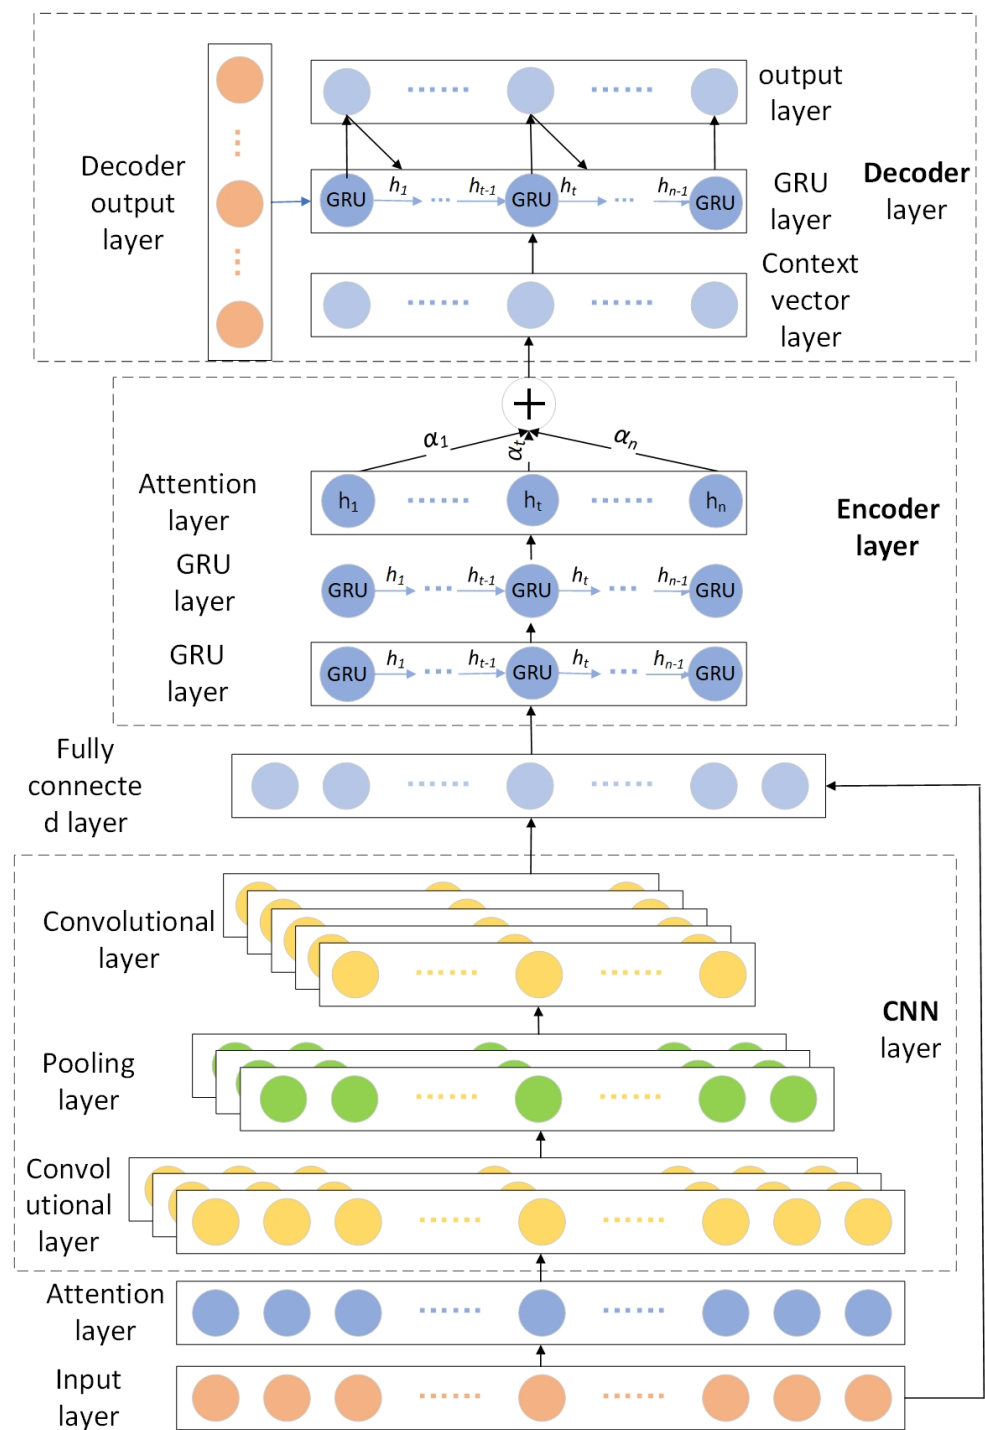 output
layer
Decoder
output
layer
GRU
h1
ht-1
GRU
ht
hn-1
GRU
GRU
layer
Decoder
layer
Context
vector
layer
+
α1
αt
αn
Attention
layer
h1
ht
hn
Encoder
layer
GRU
layer
GRU
h1
ht-1
GRU
ht
hn-1
GRU
GRU
layer
GRU
h1
ht-1
GRU
ht
hn-1
GRU
Fully
connecte
d layer
Convolutional
layer
CNN
layer
Pooling
layer
Convol
utional
layer
Attention
layer
Input
layer